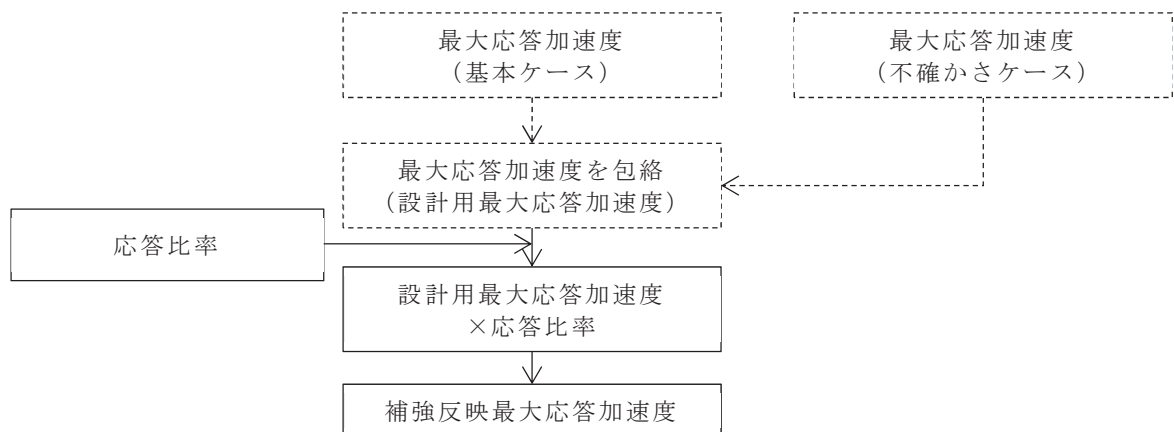 最大応答加速度
（基本ケース）
最大応答加速度
（不確かさケース）
最大応答加速度を包絡
（設計用最大応答加速度）
応答比率
設計用最大応答加速度
×応答比率
補強反映最大応答加速度